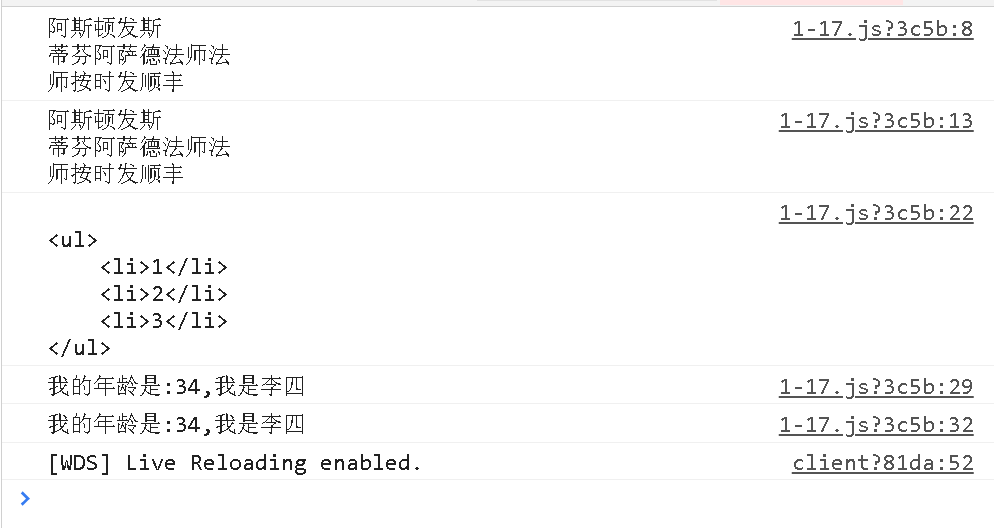 阿斯顿发斯 1-17.js?3c5b:8
蒂芬阿萨德法师法
师按时发顺丰
阿斯顿发斯 1-17.js?3c5b:13
蒂芬阿萨德法师法
师按时发顺丰
1-17.js?3c5b:22
<ul>
    <li>1</li>
    <li>2</li>
    <li>3</li>
</ul>
我的年龄是:34,我是李四 1-17.js?3c5b:29
我的年龄是:34,我是李四 1-17.js?3c5b:32
[WDS] Live Reloading enabled. client?81da:52